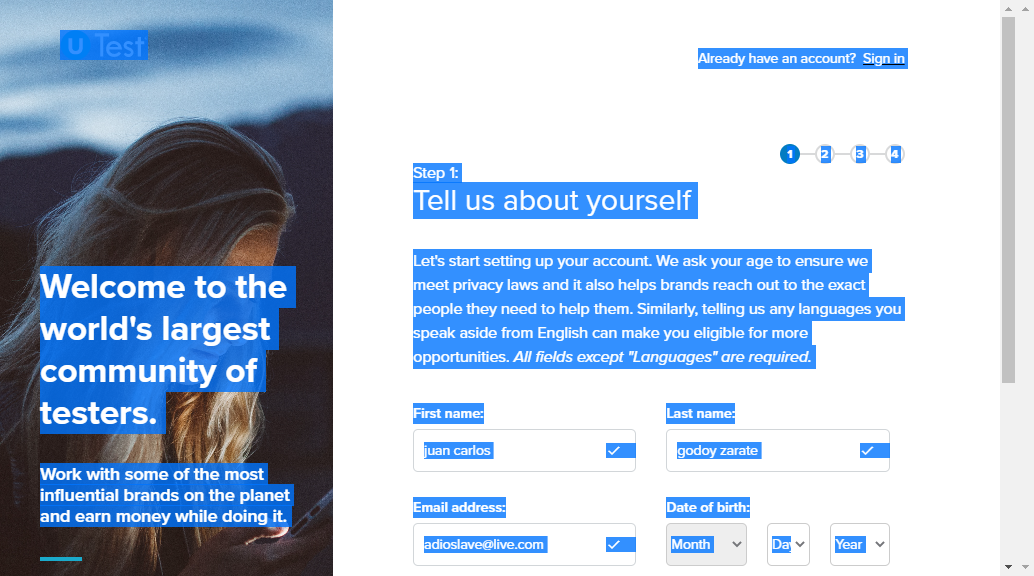 u Test
Welcome to the
world's largest
community of
testers.
Work with some of the most
influential brands on the planet
and earn money while doing it.
Already have an account? Sign in
1 2 3 4
Step 1:
Tell us about yourself
Let's start setting up your account. We ask your age to ensure we
meet privacy laws and it also helps brands reach out to the exact
people they need to help them. Similarly, telling us any languages you
speak aside from English can make you eligible for more
opportunities. All fields except "Languages" are required.
First name: Last name:
juan carlos godoy zarate
Email address: Date of birth:
adioslave@live.com Month Day Year